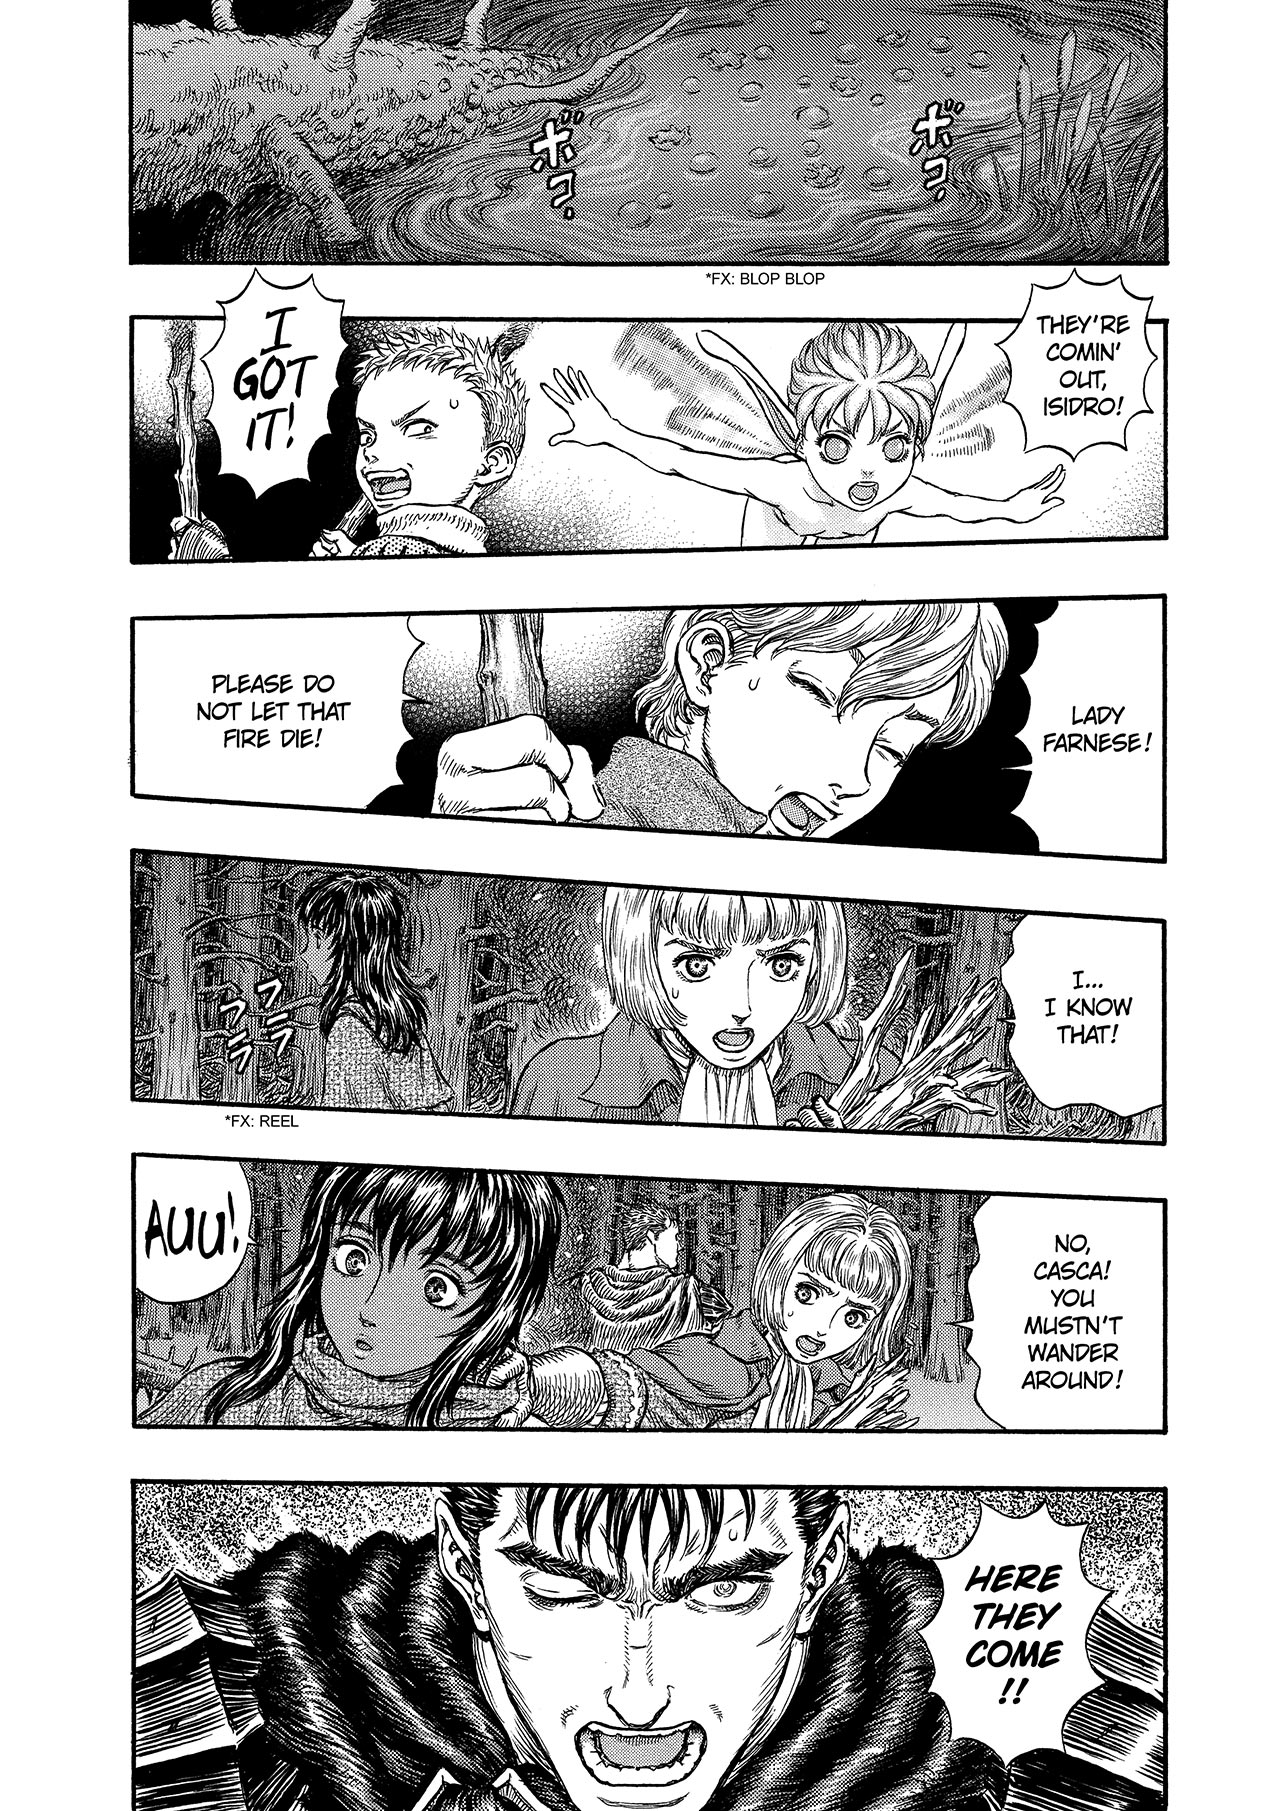 ボコ
ボコ
*FX: BLOP BLOP
THEY'RE
COMIN'
OUT,
ISIDRO!
I
GOT
IT!
LADY
FARNESE!
PLEASE DO
NOT LET THAT
FIRE DIE!
I...
I KNOW
THAT!
フラ
フラ
*FX: REEL
NO,
CASCA!
YOU
MUSTN'T
WANDER
AROUND!
AUU!
HERE
THEY
COME
!!